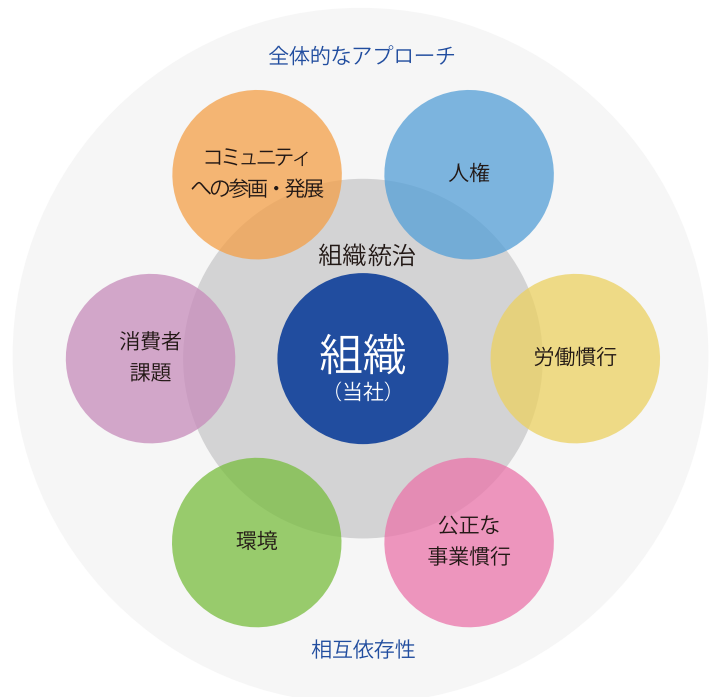 全体的なアプローチ
コミュニティ
への参画・発展
人権
組織統治
組織
（当社）
消費者
課題
労働慣行
環境
公正な
事業慣行
相互依存性